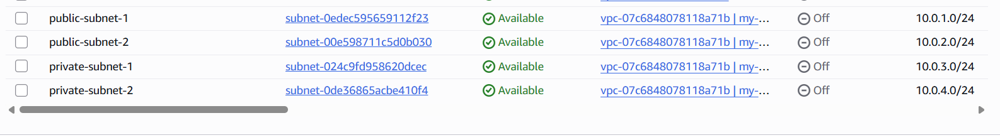 public-subnet-1 subnet-0edec595659112f23 Available vpc-07c6848078118a71b | my-... Off 10.0.1.0/24
public-subnet-2 subnet-00e598711c5d0b030 Available vpc-07c6848078118a71b | my-... Off 10.0.2.0/24
private-subnet-1 subnet-024c9fd958620dcec Available vpc-07c6848078118a71b | my-... Off 10.0.3.0/24
private-subnet-2 subnet-0de36865acbe410f4 Available vpc-07c6848078118a71b | my-... Off 10.0.4.0/24